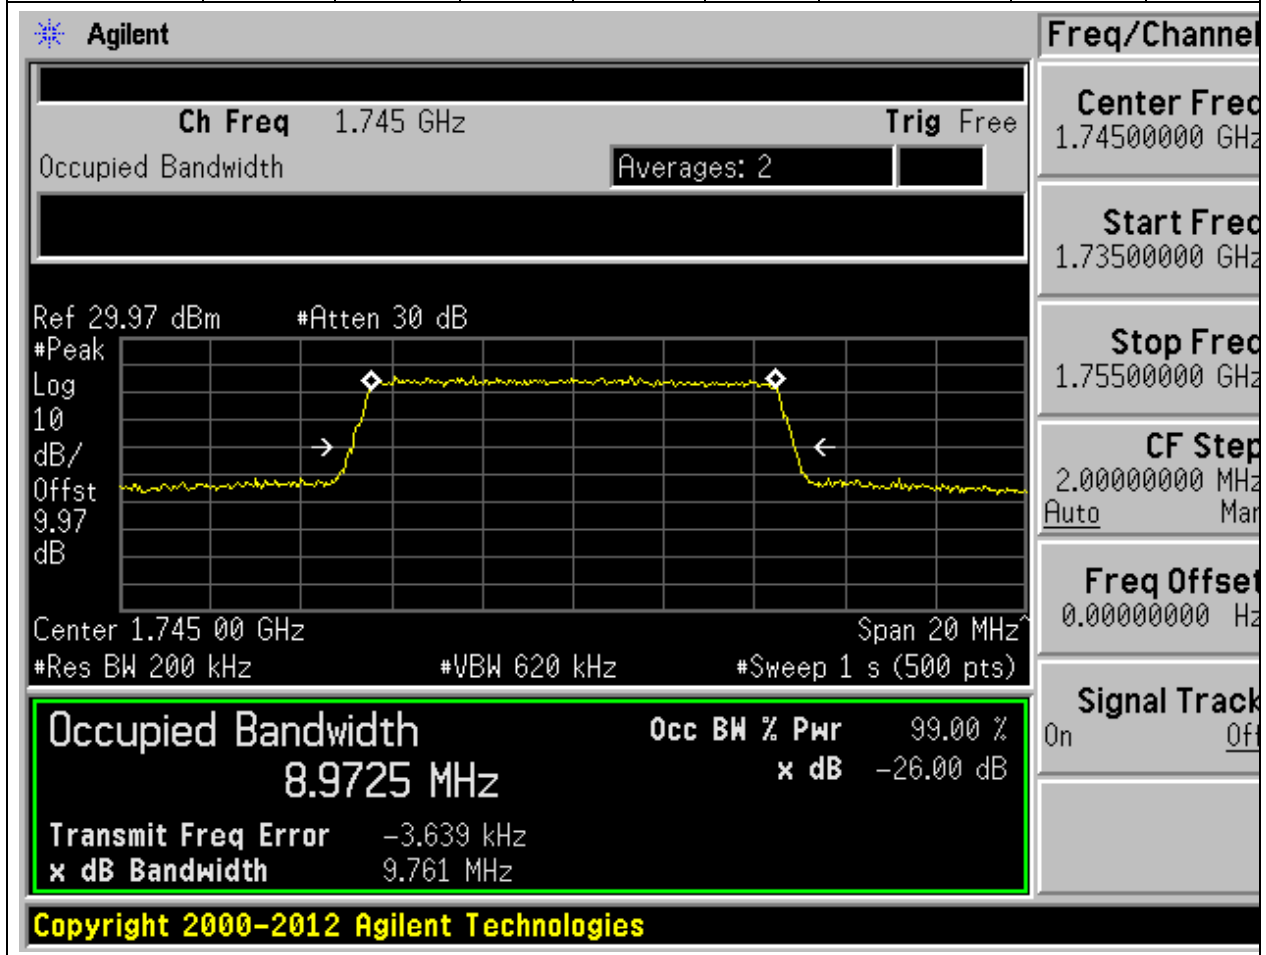 Agilent
Freq/Channel
Ch Freq 1.745 GHz Trig Free
Occupied Bandwidth Averages: 2
Center Freq
1.74500000 GHz
Start Freq
1.73500000 GHz
Stop Freq
1.75500000 GHz
CF Step
2.00000000 MHz
Auto Man
Freq Offset
0.00000000 Hz
Signal Track
On Off
Ref 29.97 dBm #Atten 30 dB
#Peak
Log
10
dB/
Offst
9.97
dB
Center 1.745 00 GHz Span 20 MHz^
#Res BW 200 kHz #VBW 620 kHz #Sweep 1 s (500 pts)
Occupied Bandwidth Occ BW % Pwr 99.00 %
8.9725 MHz x dB -26.00 dB
Transmit Freq Error -3.639 kHz
x dB Bandwidth 9.761 MHz
Copyright 2000-2012 Agilent Technologies